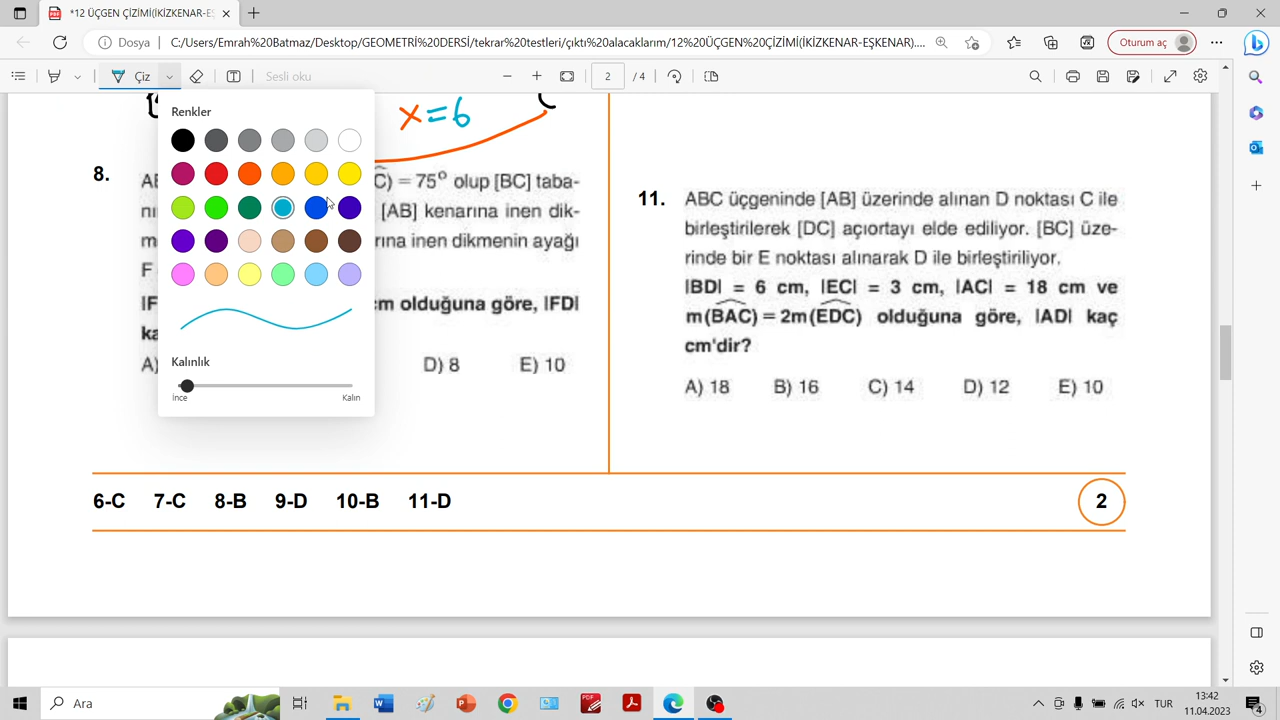 *12 ÜÇGEN ÇİZİMİ(İKİZKENAR-EŞ
Dosya
C:/Users/Emrah%20Batmaz/Desktop/GEOMETRİ%20DERSİ/tekrar%20testleri/çıktı%20alacaklarım/12%20ÜÇGEN%20ÇİZİMİ(İKİZKENAR-EŞKENAR)....
Oturum aç
Çiz
Sesli oku
2 / 4
Renkler
Kalınlık
İnce Kalın
x=6
8.
C) = 75° olup [BC] taba-
[AB] kenarına inen dik-
rına inen dikmenin ayağı
F
cm olduğuna göre, |FD|
A) D) 8 E) 10
11. ABC üçgeninde [AB] üzerinde alınan D noktası C ile
birleştirilerek [DC] açıortayı elde ediliyor. [BC] üze-
rinde bir E noktası alınarak D ile birleştiriliyor.
|BD| = 6 cm, |EC| = 3 cm, |AC| = 18 cm ve
m(BAC) = 2m(EDC) olduğuna göre, |AD| kaç
cm'dir?
A) 18 B) 16 C) 14 D) 12 E) 10
6-C 7-C 8-B 9-D 10-B 11-D
2
Ara
TUR
13:42
11.04.2023
4